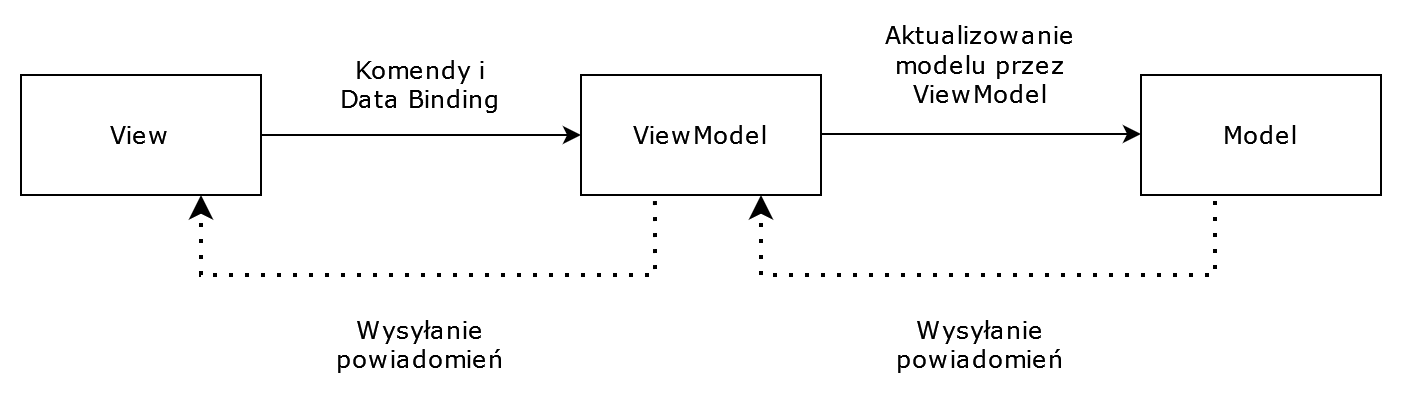 Aktualizowanie
modelu przez
ViewModel
Komendy i
Data Binding
View
ViewModel
Model
Wysyłanie
powiadomień
Wysyłanie
powiadomień